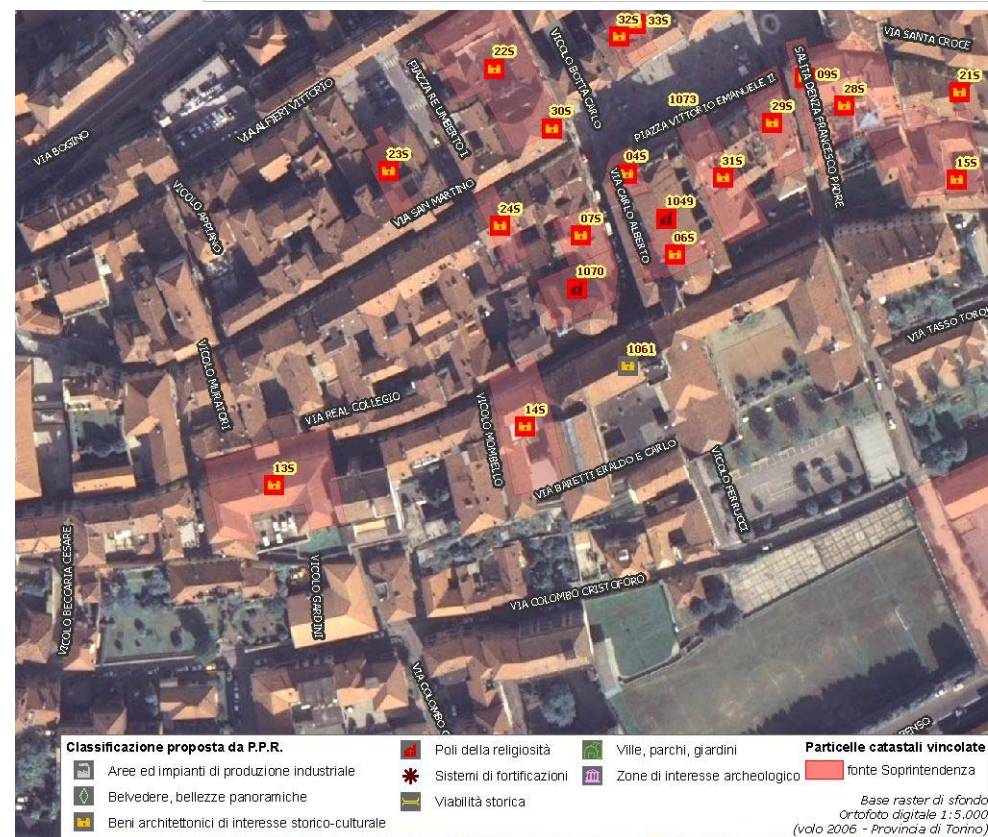 32S
33S
VIA SANTA CROCE
22S
VICOLO BOTTA CARLO
SALITA DENZA FRANCESCO PADRE
PIAZZA RE UMBERTO I
09S
21S
28S
VIA ALFIERI VITTORIO
1073
PIAZZA VITTORIO EMANUELE II
29S
30S
VIA BOGINO
23S
04S
31S
15S
VICOLO APPIANO
VIA SAN MARTINO
VIA CARLO ALBERTO
1049
24S
07S
06S
1070
VIA TASSO TORQU
1061
VICOLO MURATORI
VIA REAL COLLEGIO
VICOLO MOMBELLO
14S
13S
VIA BARETTI ERALDO E CARLO
VICOLO FERRUCCI
VICOLO BECCARIA CESARE
VICOLO GARDINI
VIA COLOMBO CRISTOFORO
VIA COLOMBO C
RENSO
Classificazione proposta da P.P.R.
Aree ed impianti di produzione industriale
Belvedere, bellezze panoramiche
Beni architettonici di interesse storico-culturale
Poli della religiosità
Sistemi di fortificazioni
Viabilità storica
Ville, parchi, giardini
Zone di interesse archeologico
Particelle catastali vincolate
fonte Soprintendenza
Base raster di sfondo
Ortofoto digitale 1:5.000
(volo 2006 - Provincia di Torino)